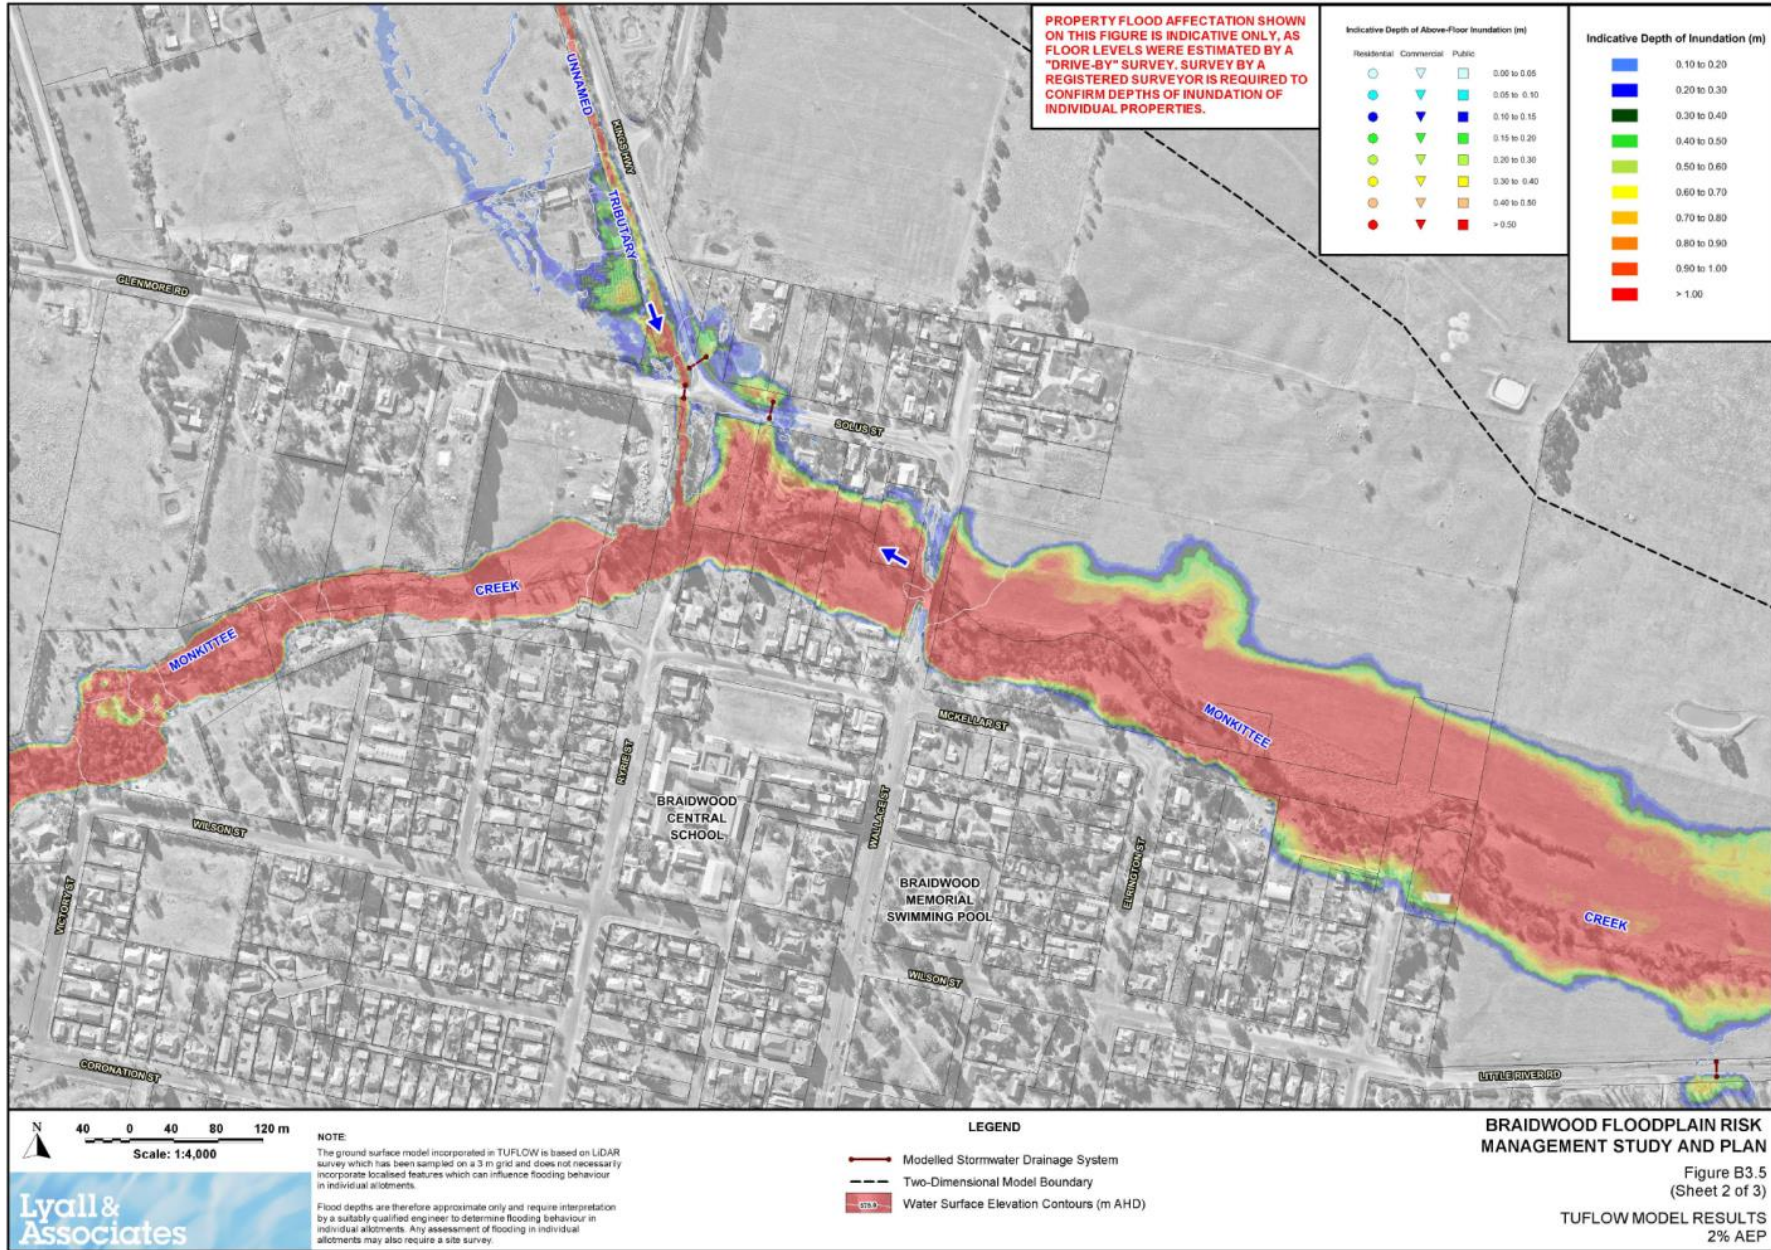 PROPERTY FLOOD AFFECTATION SHOWN
ON THIS FIGURE IS INDICATIVE ONLY, AS
FLOOR LEVELS WERE ESTIMATED BY A
"DRIVE-BY" SURVEY. SURVEY BY A
REGISTERED SURVEYOR IS REQUIRED TO
CONFIRM DEPTHS OF INUNDATION OF
INDIVIDUAL PROPERTIES.
Indicative Depth of Above-Floor Inundation (m)
Residential Commercial Public
0.00 to 0.05
0.05 to 0.10
0.10 to 0.15
0.15 to 0.20
0.20 to 0.30
0.30 to 0.40
0.40 to 0.50
> 0.50
Indicative Depth of Inundation (m)
0.10 to 0.20
0.20 to 0.30
0.30 to 0.40
0.40 to 0.50
0.50 to 0.60
0.60 to 0.70
0.70 to 0.80
0.80 to 0.90
0.90 to 1.00
> 1.00
UNNAMED
KINGS HWY
TRIBUTARY
GLENMORE RD
SOLUS ST
CREEK
MONKITTEE
MONKITTEE
MCKELLAR ST
RYRIE ST
BRAIDWOOD
CENTRAL
SCHOOL
WALLACE ST
WILSON ST
VICTORY ST
BRAIDWOOD
MEMORIAL
SWIMMING POOL
ELRINGTON ST
CREEK
WILSON ST
CORONATION ST
LITTLE RIVER RD
N
40 0 40 80 120 m
Scale: 1:4,000
Lyall &
Associates
NOTE:
The ground surface model incorporated in TUFLOW is based on LiDAR
survey which has been sampled on a 3 m grid and does not necessarily
incorporate localised features which can influence flooding behaviour
in individual allotments.
Flood depths are therefore approximate only and require interpretation
by a suitably qualified engineer to determine flooding behaviour in
individual allotments. Any assessment of flooding in individual
allotments may also require a site survey.
LEGEND
Modelled Stormwater Drainage System
Two-Dimensional Model Boundary
Water Surface Elevation Contours (m AHD)
BRAIDWOOD FLOODPLAIN RISK
MANAGEMENT STUDY AND PLAN
Figure B3.5
(Sheet 2 of 3)
TUFLOW MODEL RESULTS
2% AEP